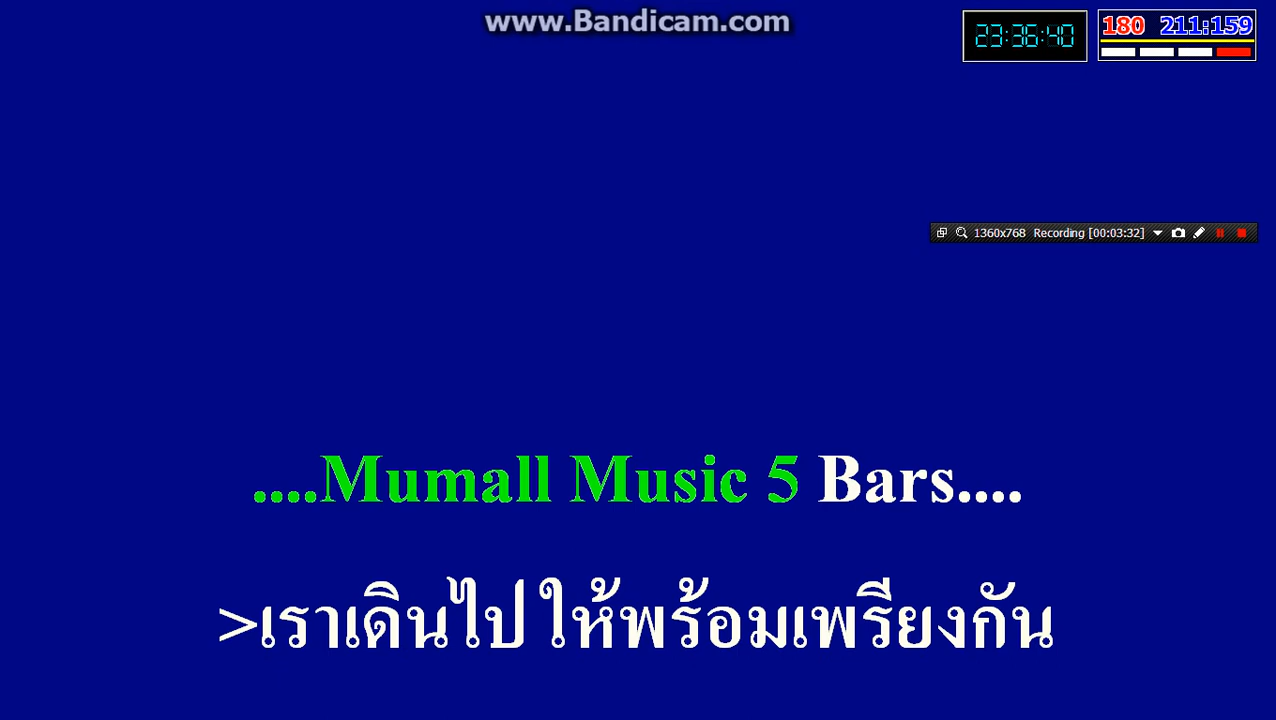 www.Bandicam.com
23:36:40
180 211:159
1360x768 Recording [00:03:32]
....Mumall Music 5 Bars....
>เราเดินไป ให้พร้อมเพรียงกัน